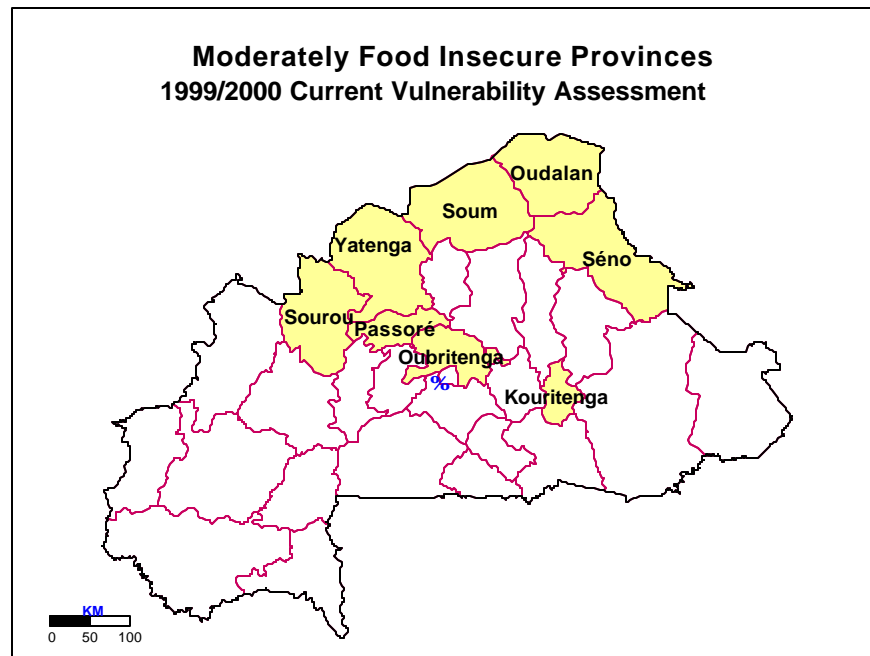 Moderately Food Insecure Provinces
1999/2000 Current Vulnerability Assessment
Oudalan
Soum
Yatenga
Séno
Sourou
Passoré
Oubritenga
%
Kouritenga
KM
0 50 100